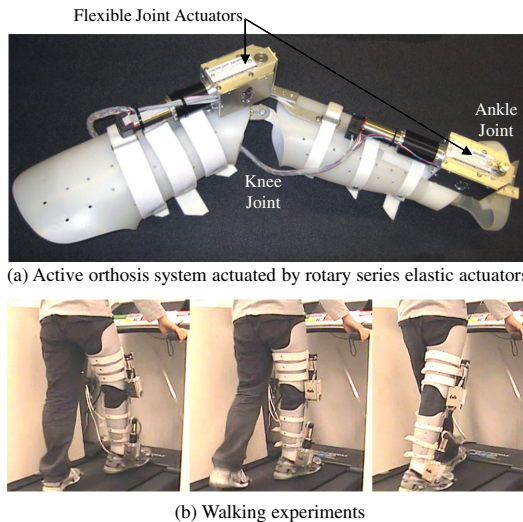 Flexible Joint Actuators
Ankle
Joint
Knee
Joint
(a) Active orthosis system actuated by rotary series elastic actuators
(b) Walking experiments